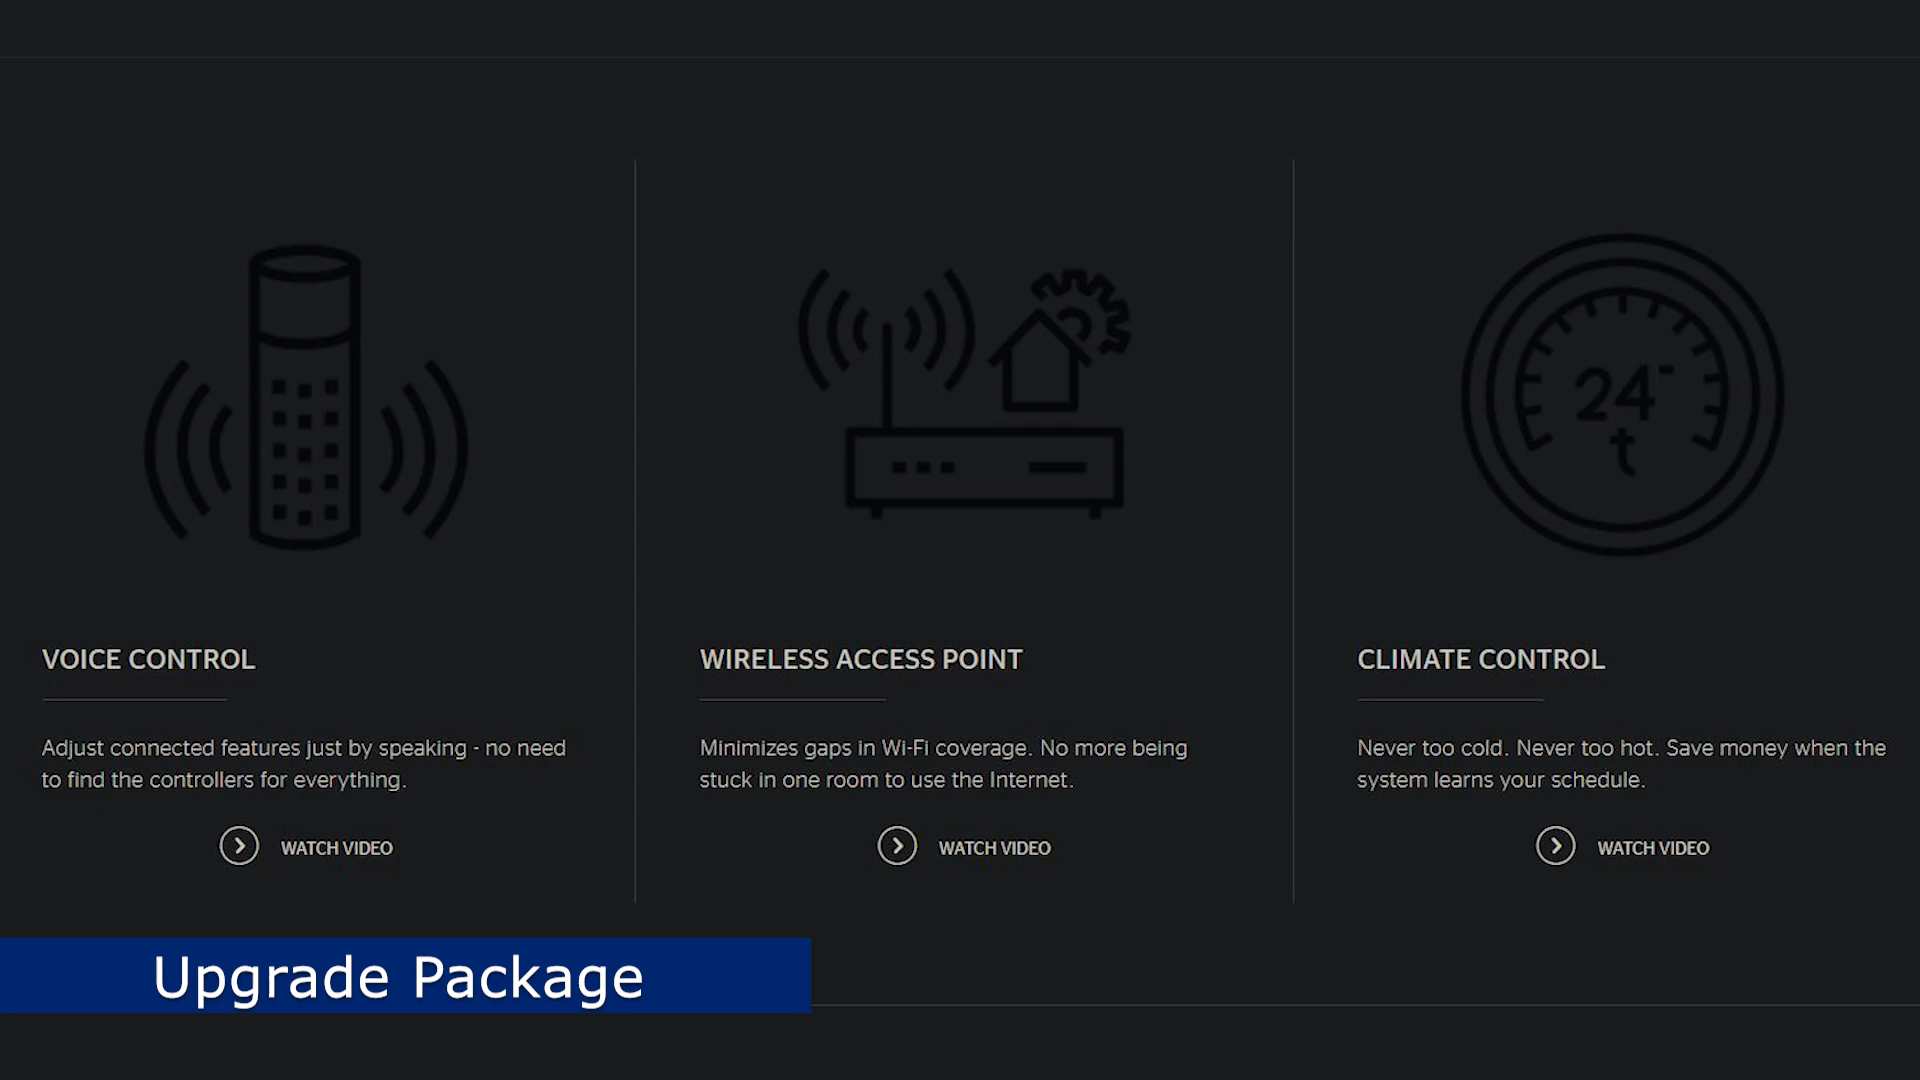 24
t
VOICE CONTROL
Adjust connected features just by speaking - no need
to find the controllers for everything.
WATCH VIDEO
WIRELESS ACCESS POINT
Minimizes gaps in Wi-Fi coverage. No more being
stuck in one room to use the Internet.
WATCH VIDEO
CLIMATE CONTROL
Never too cold. Never too hot. Save money when the
system learns your schedule.
WATCH VIDEO
Upgrade Package